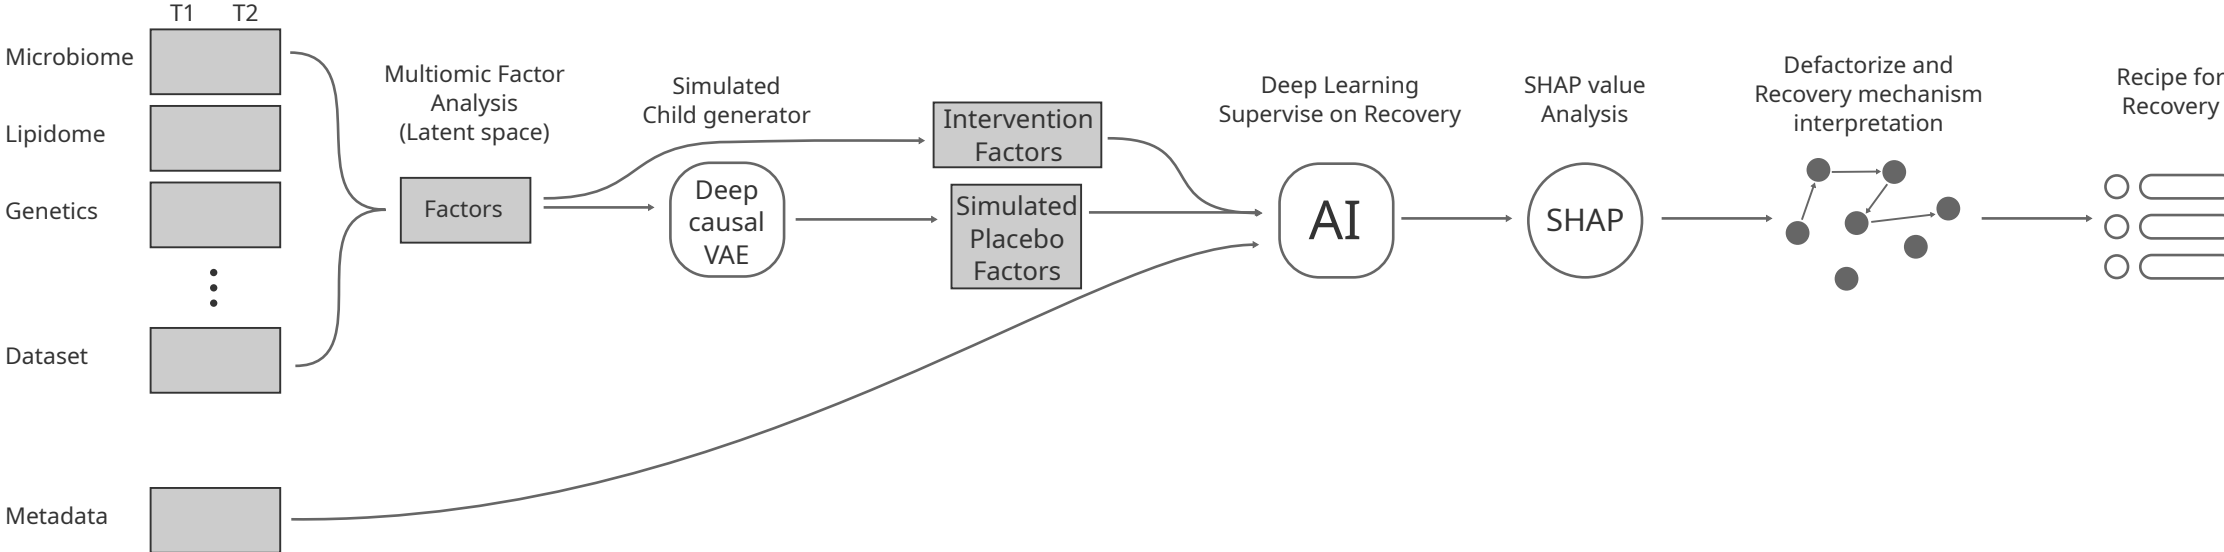 T1 T2
Microbiome
Lipidome
Genetics
Dataset
Metadata
Multiomic Factor
Analysis
(Latent space)
Factors
Simulated
Child generator
Deep
causal
VAE
Intervention
Factors
Simulated
Placebo
Factors
Deep Learning
Supervise on Recovery
AI
SHAP value
Analysis
SHAP
Defactorize and
Recovery mechanism
interpretation
Recipe for
Recovery